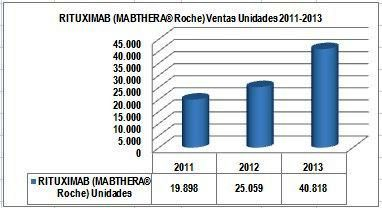 RITUXIMAB (MABTHERA® Roche) Ventas Unidades 2011-2013
45.000
40.000
35.000
30.000
25.000
20.000
15.000
10.000
5.000
0
2011 2012 2013
RITUXIMAB (MABTHERA®
Roche) Unidades
19.898 25.059 40.818